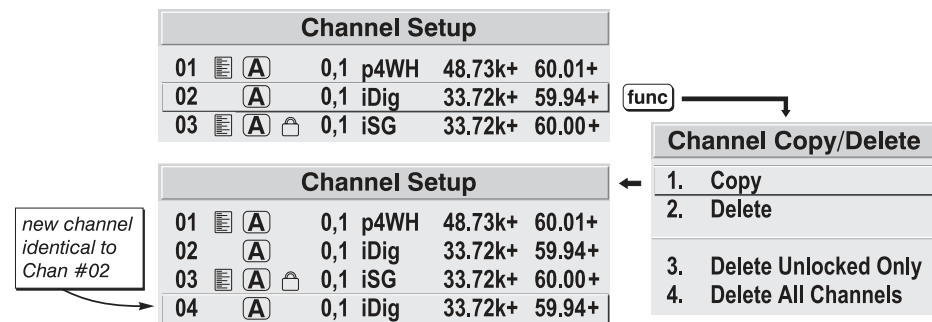 Channel Setup
01 A 0,1 p4WH 48.73k+ 60.01+
02 A 0,1 iDig 33.72k+ 59.94+
03 A 0,1 iSG 33.72k+ 60.00+
func
Channel Copy/Delete
1. Copy
2. Delete
3. Delete Unlocked Only
4. Delete All Channels
Channel Setup
01 A 0,1 p4WH 48.73k+ 60.01+
02 A 0,1 iDig 33.72k+ 59.94+
03 A 0,1 iSG 33.72k+ 60.00+
04 A 0,1 iDig 33.72k+ 59.94+
new channel
identical to
Chan #02